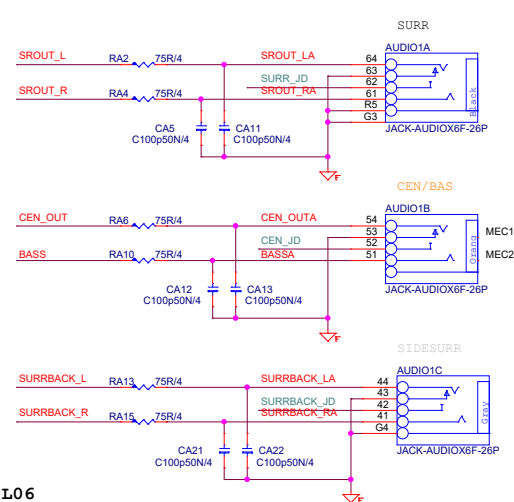 SURR
AUDIO1A
SROUT_L RA2 75R/4 SROUT_LA 64
63
SURR_JD 62
SROUT_R RA4 75R/4 SROUT_RA 61
R5
G3
Black
CA5 CA11
C100p50N/4
JACK-AUDIOX6F-26P
F
CEN/BAS
AUDIO1B
CEN_OUT RA6 75R/4 CEN_OUTA 54
53 MEC1
CEN_JD 52
BASS RA10 75R/4 BASSA 51 MEC2
Orang
CA12 CA13
C100p50N/4 C100p50N/4
JACK-AUDIOX6F-26P
F
SIDESURR
AUDIO1C
SURRBACK_L RA13 75R/4 SURRBACK_LA 44
43
SURRBACK_JD 42
SURRBACK_R RA15 75R/4 SURRBACK_RA 41
G4
Gray
CA21 CA22
C100p50N/4 C100p50N/4
JACK-AUDIOX6F-26P
F
L06